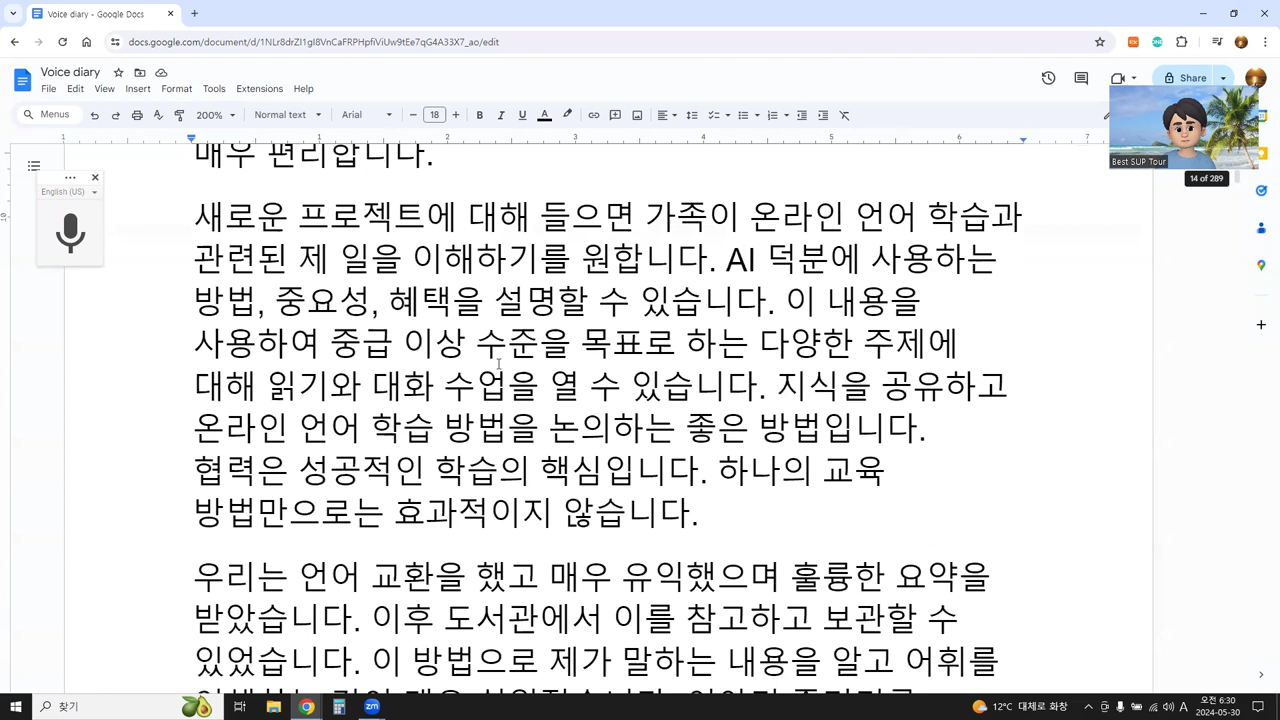 Voice diary - Google Docs
docs.google.com/document/d/1NLr8drZI1gI8VnCaFRPHpfiViUw9tEe7qG4A33X7_ao/edit
Voice diary
File Edit View Insert Format Tools Extensions Help
Share
Menus 200% Normal text Arial 18 B I U A
1 1 2 3 4 5 6 7
Best SUP Tour
14 of 289
English (US)
매우 편리합니다.
새로운 프로젝트에 대해 들으면 가족이 온라인 언어 학습과
관련된 제 일을 이해하기를 원합니다. AI 덕분에 사용하는
방법, 중요성, 혜택을 설명할 수 있습니다. 이 내용을
사용하여 중급 이상 수준을 목표로 하는 다양한 주제에
대해 읽기와 대화 수업을 열 수 있습니다. 지식을 공유하고
온라인 언어 학습 방법을 논의하는 좋은 방법입니다.
협력은 성공적인 학습의 핵심입니다. 하나의 교육
방법만으로는 효과적이지 않습니다.
우리는 언어 교환을 했고 매우 유익했으며 훌륭한 요약을
받았습니다. 이후 도서관에서 이를 참고하고 보관할 수
있었습니다. 이 방법으로 제가 말하는 내용을 알고 어휘를
찾기
12°C 대체로 화창
A
오전 6:30
2024-05-30